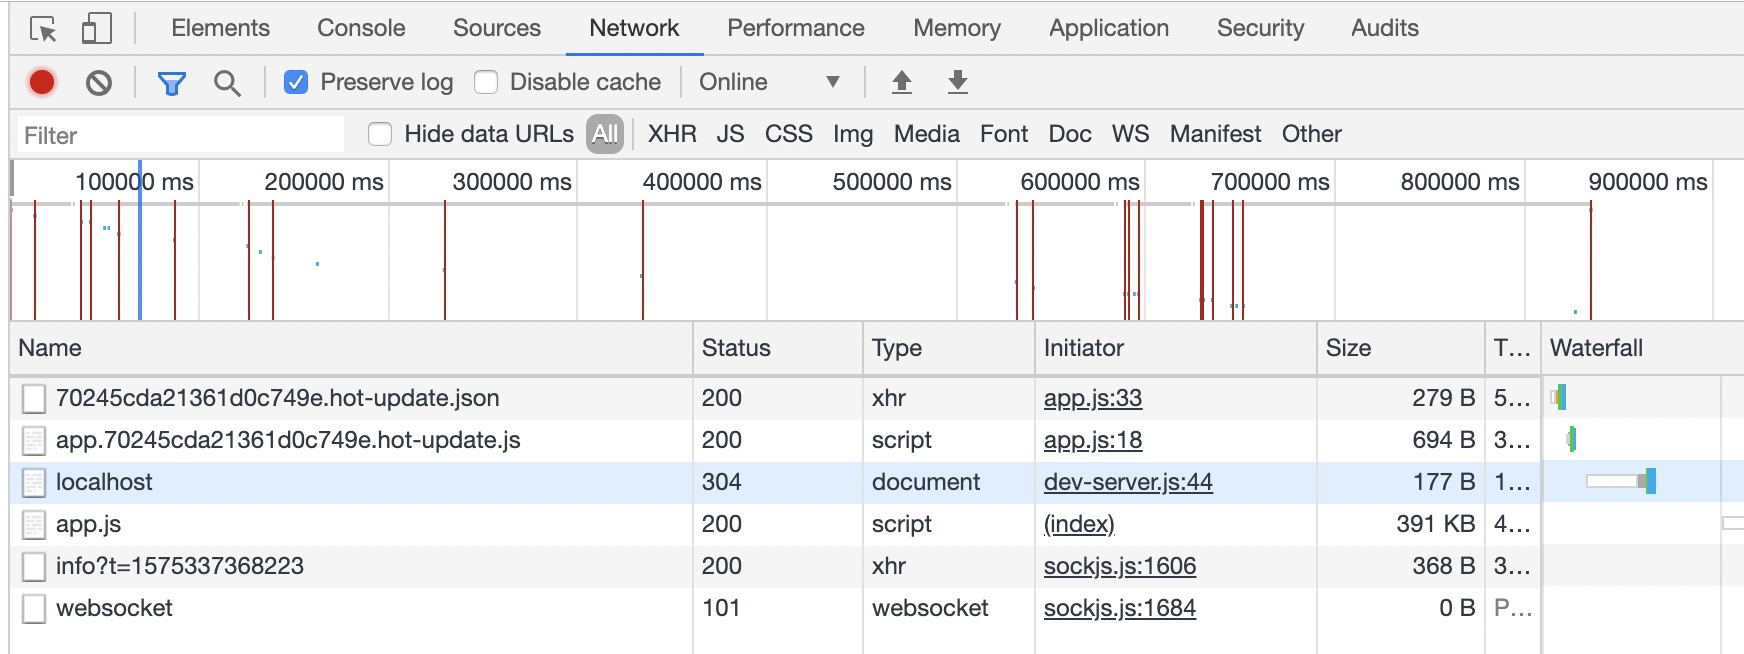 Elements Console Sources Network Performance Memory Application Security Audits
Preserve log Disable cache Online
Filter Hide data URLs All XHR JS CSS Img Media Font Doc WS Manifest Other
100000 ms 200000 ms 300000 ms 400000 ms 500000 ms 600000 ms 700000 ms 800000 ms 900000 ms
Name Status Type Initiator Size T... Waterfall
70245cda21361d0c749e.hot-update.json 200 xhr app.js:33 279 B 5...
app.70245cda21361d0c749e.hot-update.js 200 script app.js:18 694 B 3...
localhost 304 document dev-server.js:44 177 B 1...
app.js 200 script (index) 391 KB 4...
info?t=1575337368223 200 xhr sockjs.js:1606 368 B 3...
websocket 101 websocket sockjs.js:1684 0 B P...